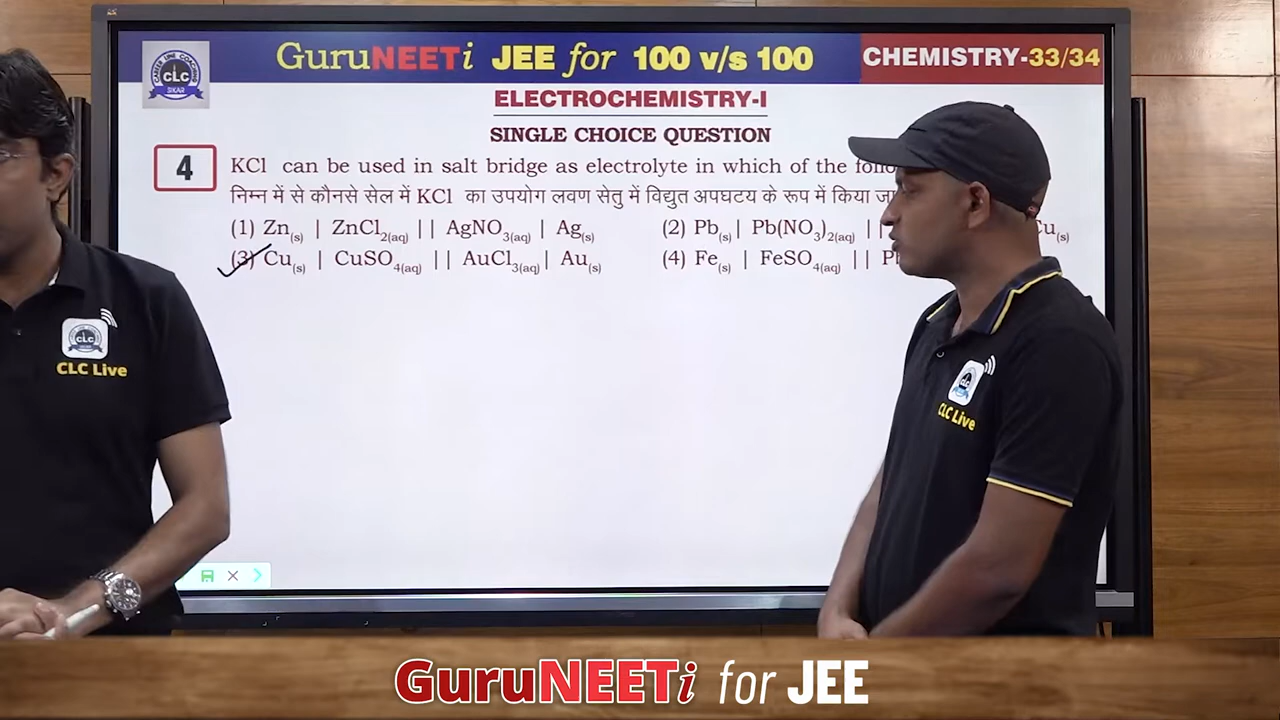 GuruNEETi JEE for 100 v/s 100
CHEMISTRY-33/34
CLC
SIKAR
ELECTROCHEMISTRY-I
SINGLE CHOICE QUESTION
4 KCl can be used in salt bridge as electrolyte in which of the
निम्न में से कौनसे सेल में KCl का उपयोग लवण सेतु में विद्युत अपघटय के रूप में किया
(1) Zn(s) | ZnCl2(aq) || AgNO3(aq) | Ag(s) (2) Pb(s) | Pb(NO3)2(aq) || Cu(s)
(3) Cu(s) | CuSO4(aq) || AuCl3(aq) | Au(s) (4) Fe(s) | FeSO4(aq) ||
CLC
CLC Live
CLC
CLC Live
GuruNEETi for JEE